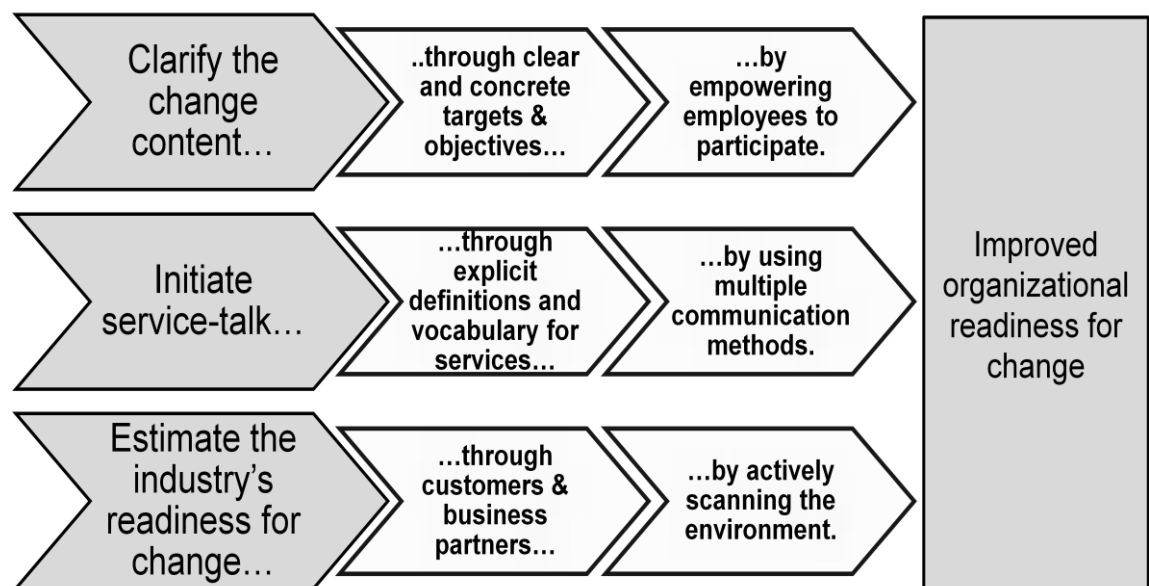 Clarify the
change
content…
..through clear
and concrete
targets &
objectives…
…by
empowering
employees to
participate.
Initiate
service-talk…
…through
explicit
definitions and
vocabulary for
services…
…by using
multiple
communication
methods.
Estimate the
industry’s
readiness for
change…
…through
customers &
business
partners…
…by actively
scanning the
environment.
Improved
organizational
readiness for
change